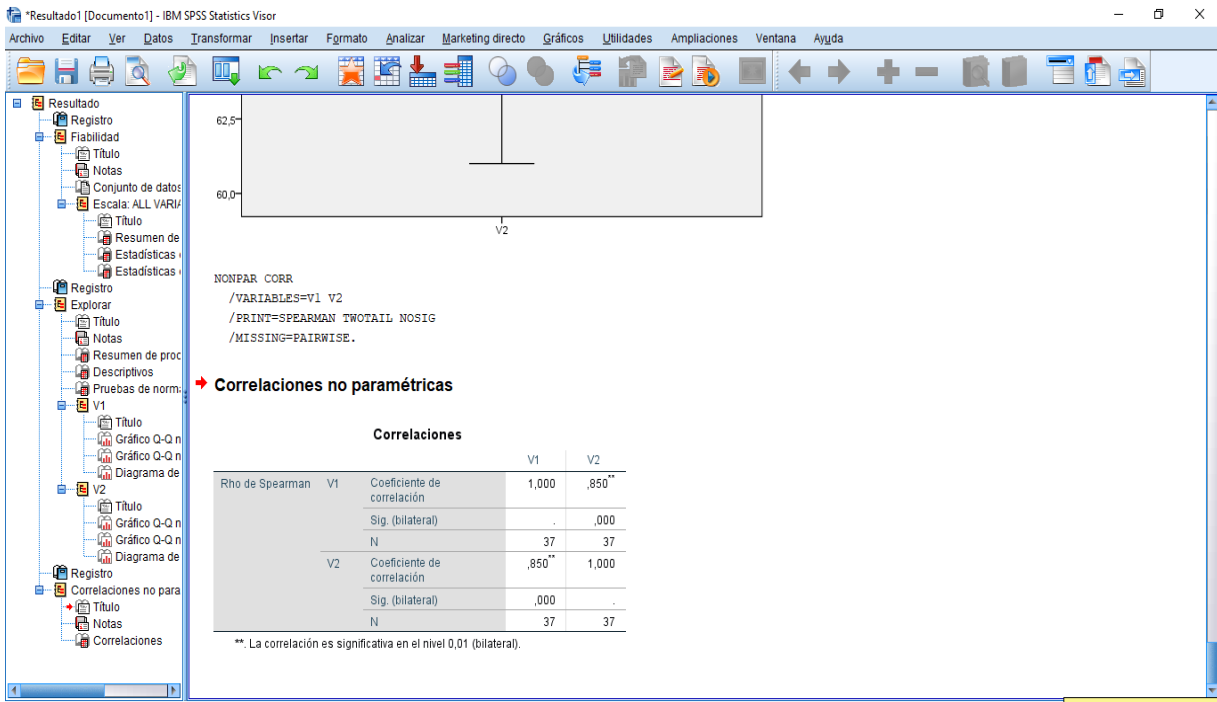 *Resultado1 [Documento1] - IBM SPSS Statistics Visor
Archivo Editar Ver Datos Transformar Insertar Formato Analizar Marketing directo Gráficos Utilidades Ampliaciones Ventana Ayuda
Resultado
Registro
Fiabilidad
Título
Notas
Conjunto de datos
Escala: ALL VARIA
Título
Resumen de
Estadísticas
Estadísticas
Registro
Explorar
Título
Notas
Resumen de proc
Descriptivos
Pruebas de norma
V1
Título
Gráfico Q-Q n
Gráfico Q-Q n
Diagrama de
V2
Título
Gráfico Q-Q n
Gráfico Q-Q n
Diagrama de
Registro
Correlaciones no para
Título
Notas
Correlaciones
62,5
60,0
V2
NONPAR CORR
/VARIABLES=V1 V2
/PRINT=SPEARMAN TWOTAIL NOSIG
/MISSING=PAIRWISE.
Correlaciones no paramétricas
Correlaciones
V1 V2
Rho de Spearman V1 Coeficiente de correlación 1,000 ,850**
Sig. (bilateral) . ,000
N 37 37
V2 Coeficiente de correlación ,850** 1,000
Sig. (bilateral) ,000 .
N 37 37
**. La correlación es significativa en el nivel 0,01 (bilateral).